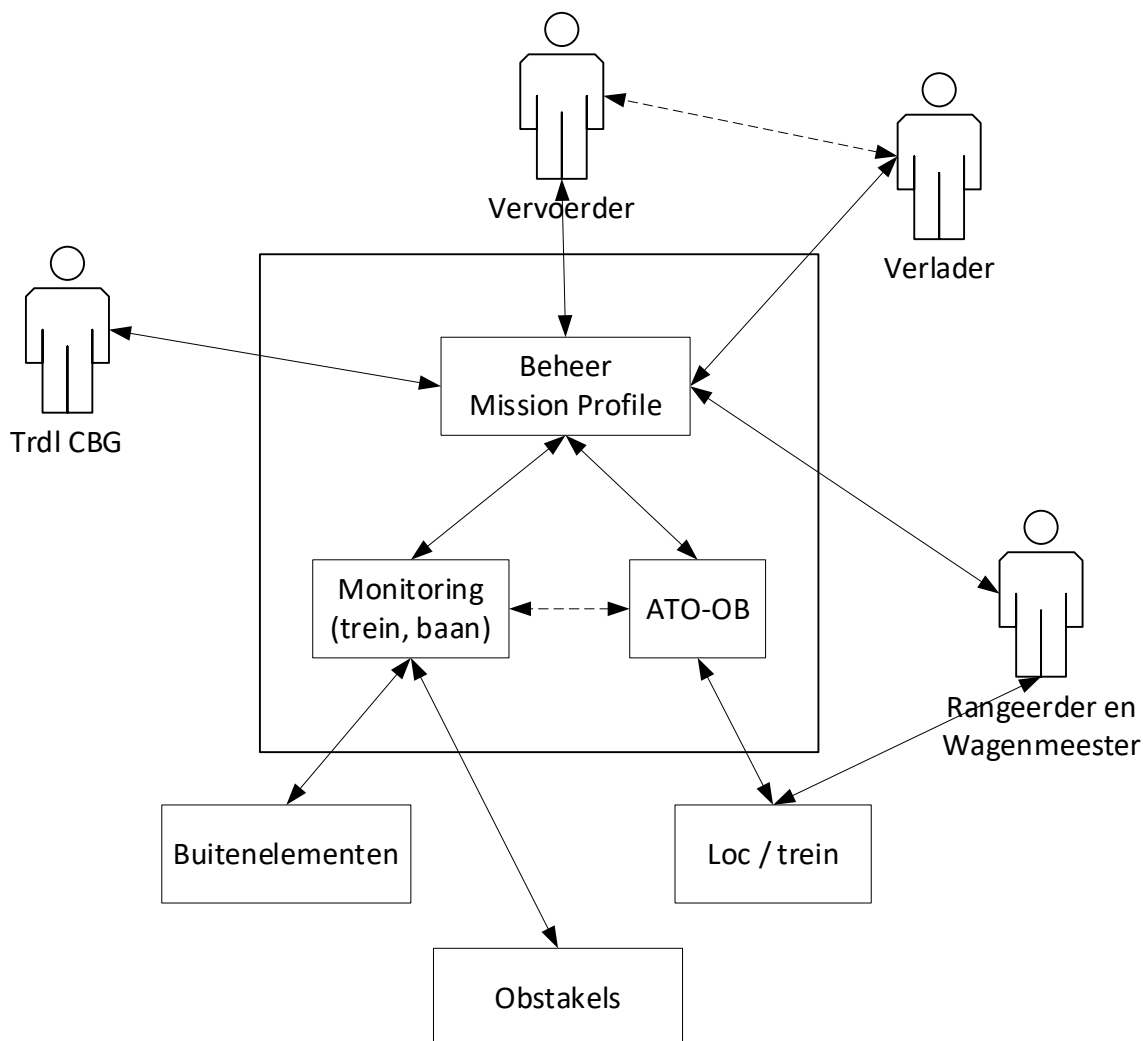 Vervoerder
Verlader
Trdl CBG
Beheer
Mission Profile
Monitoring
(trein, baan)
ATO-OB
Rangeerder en
Wagenmeester
Buitenelementen
Loc / trein
Obstakels